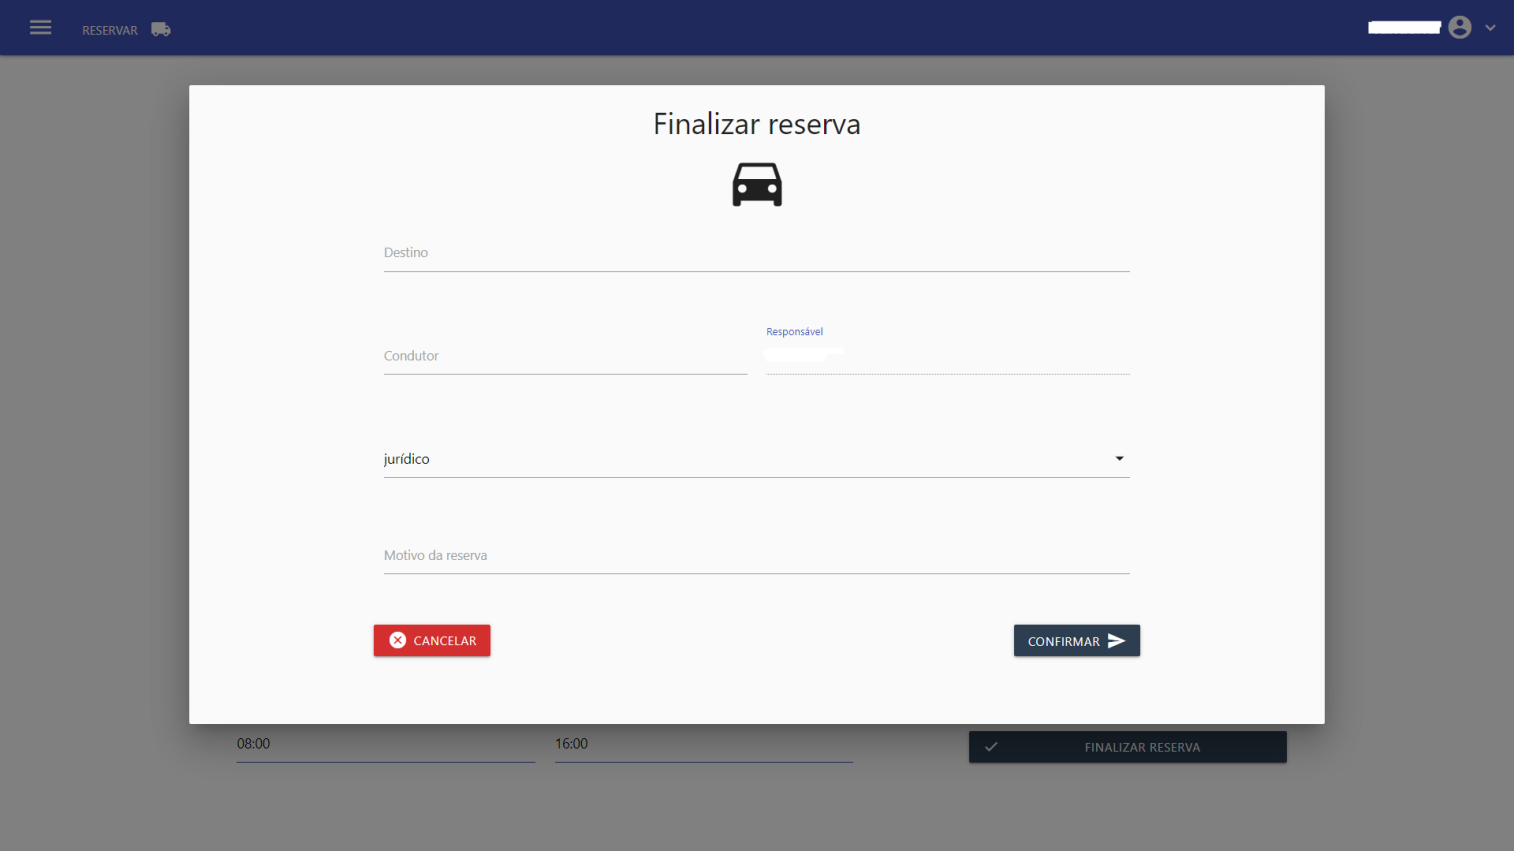 RESERVAR
Finalizar reserva
Destino
Responsável
Condutor
jurídico
Motivo da reserva
CANCELAR
CONFIRMAR
08:00
16:00
FINALIZAR RESERVA